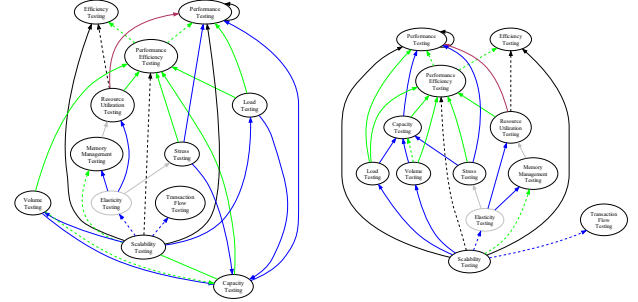 Efficiency
Testing
Performance
Testing
Performance
Efficiency
Testing
Resource
Utilization
Testing
Load
Testing
Memory
Management
Testing
Stress
Testing
Volume
Testing
Elasticity
Testing
Transaction
Flow
Testing
Scalability
Testing
Capacity
Testing
Performance
Testing
Efficiency
Testing
Performance
Efficiency
Testing
Capacity
Testing
Resource
Utilization
Testing
Load
Testing
Volume
Testing
Stress
Testing
Memory
Management
Testing
Elasticity
Testing
Transaction
Flow
Testing
Scalability
Testing